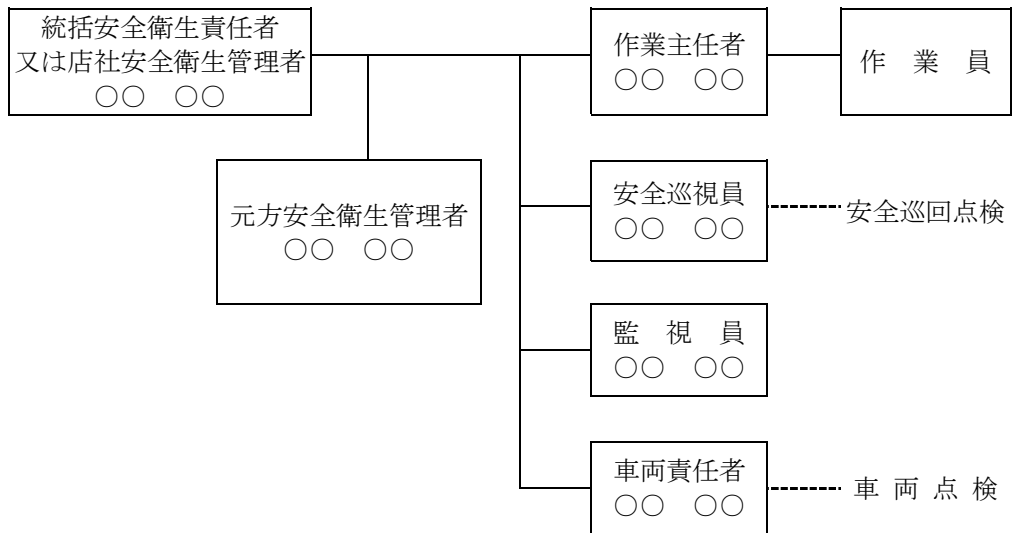 統括安全衛生責任者
又は店社安全衛生管理者
○○　○○
作業主任者
○○　○○
作　業　員
元方安全衛生管理者
○○　○○
安全巡視員
○○　○○
安全巡回点検
監　視　員
○○　○○
車両責任者
○○　○○
車 両 点 検